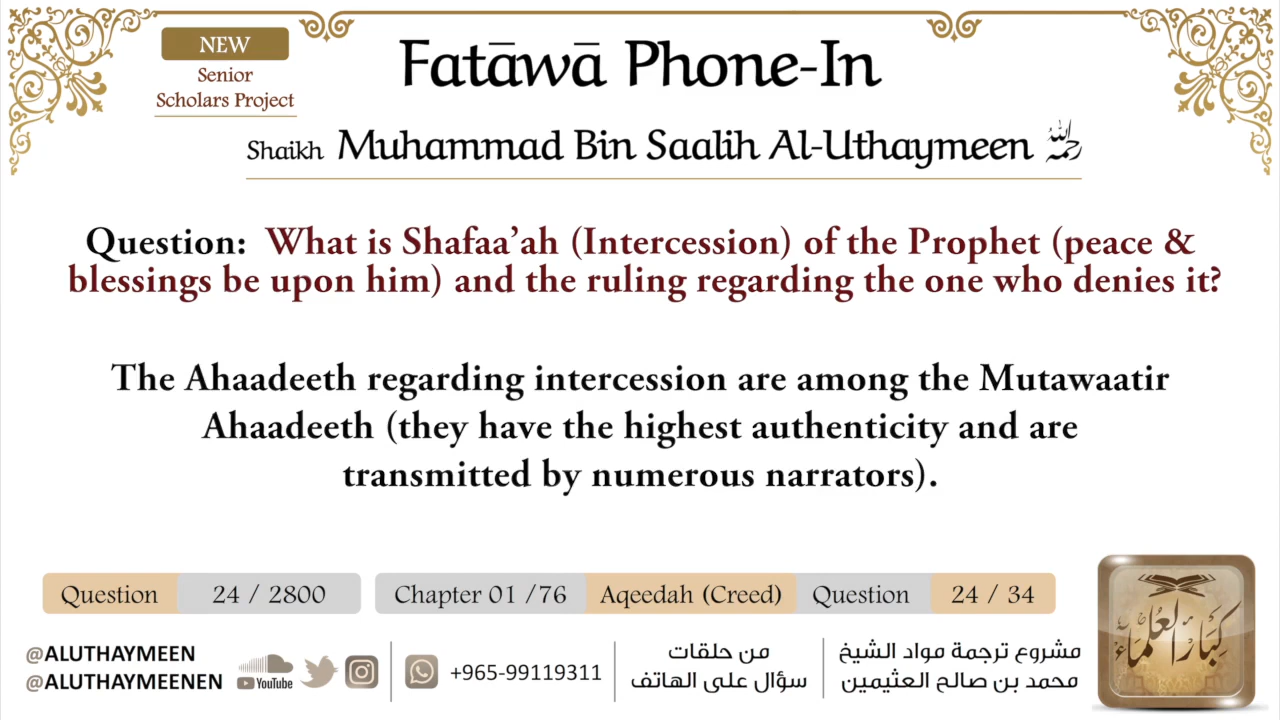 NEW
Senior
Scholars Project
Fatāwā Phone-In
Shaikh Muhammad Bin Saalih Al-Uthaymeen رحمه الله
Question: What is Shafaa’ah (Intercession) of the Prophet (peace &
blessings be upon him) and the ruling regarding the one who denies it?
The Ahaadeeth regarding intercession are among the Mutawaatir
Ahaadeeth (they have the highest authenticity and are
transmitted by numerous narrators).
Question 24 / 2800 Chapter 01 /76 Aqeedah (Creed) Question 24 / 34
@ALUTHAYMEEN
@ALUTHAYMEENEN
YouTube
+965-99119311
من حلقات
سؤال على الهاتف
مشروع ترجمة مواد الشيخ
محمد بن صالح العثيمين
كبار العلماء